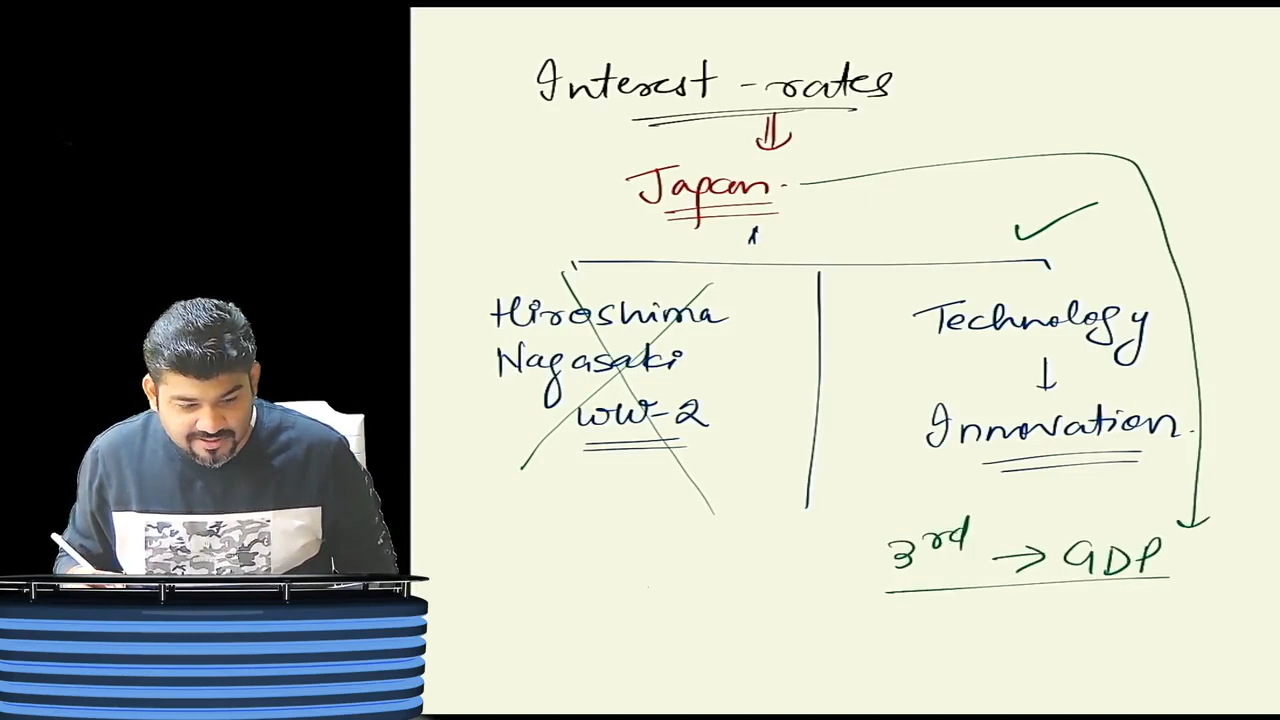 Interest-rates
Japan
Hiroshima
Nagasaki
WW-2
Technology
Innovation
3rd → GDP